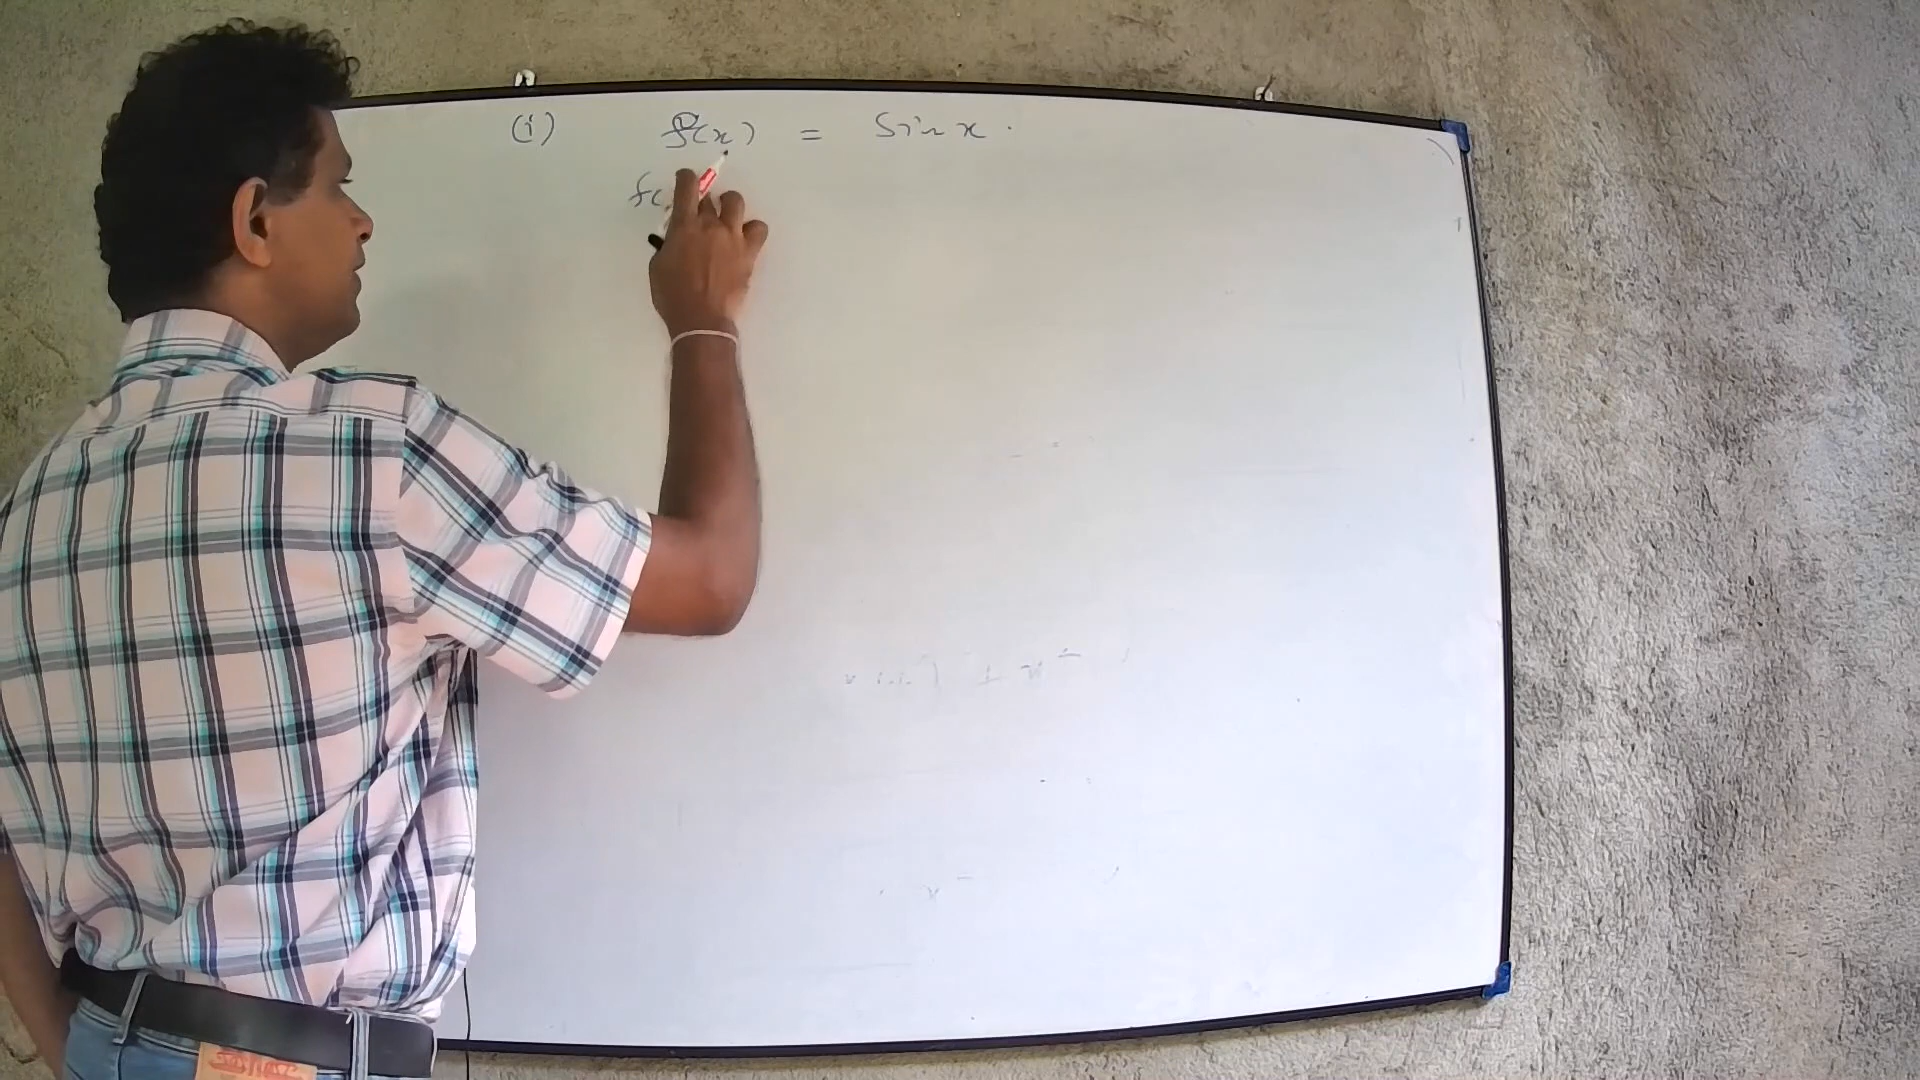 (i) f(x) = Sin x .
f(